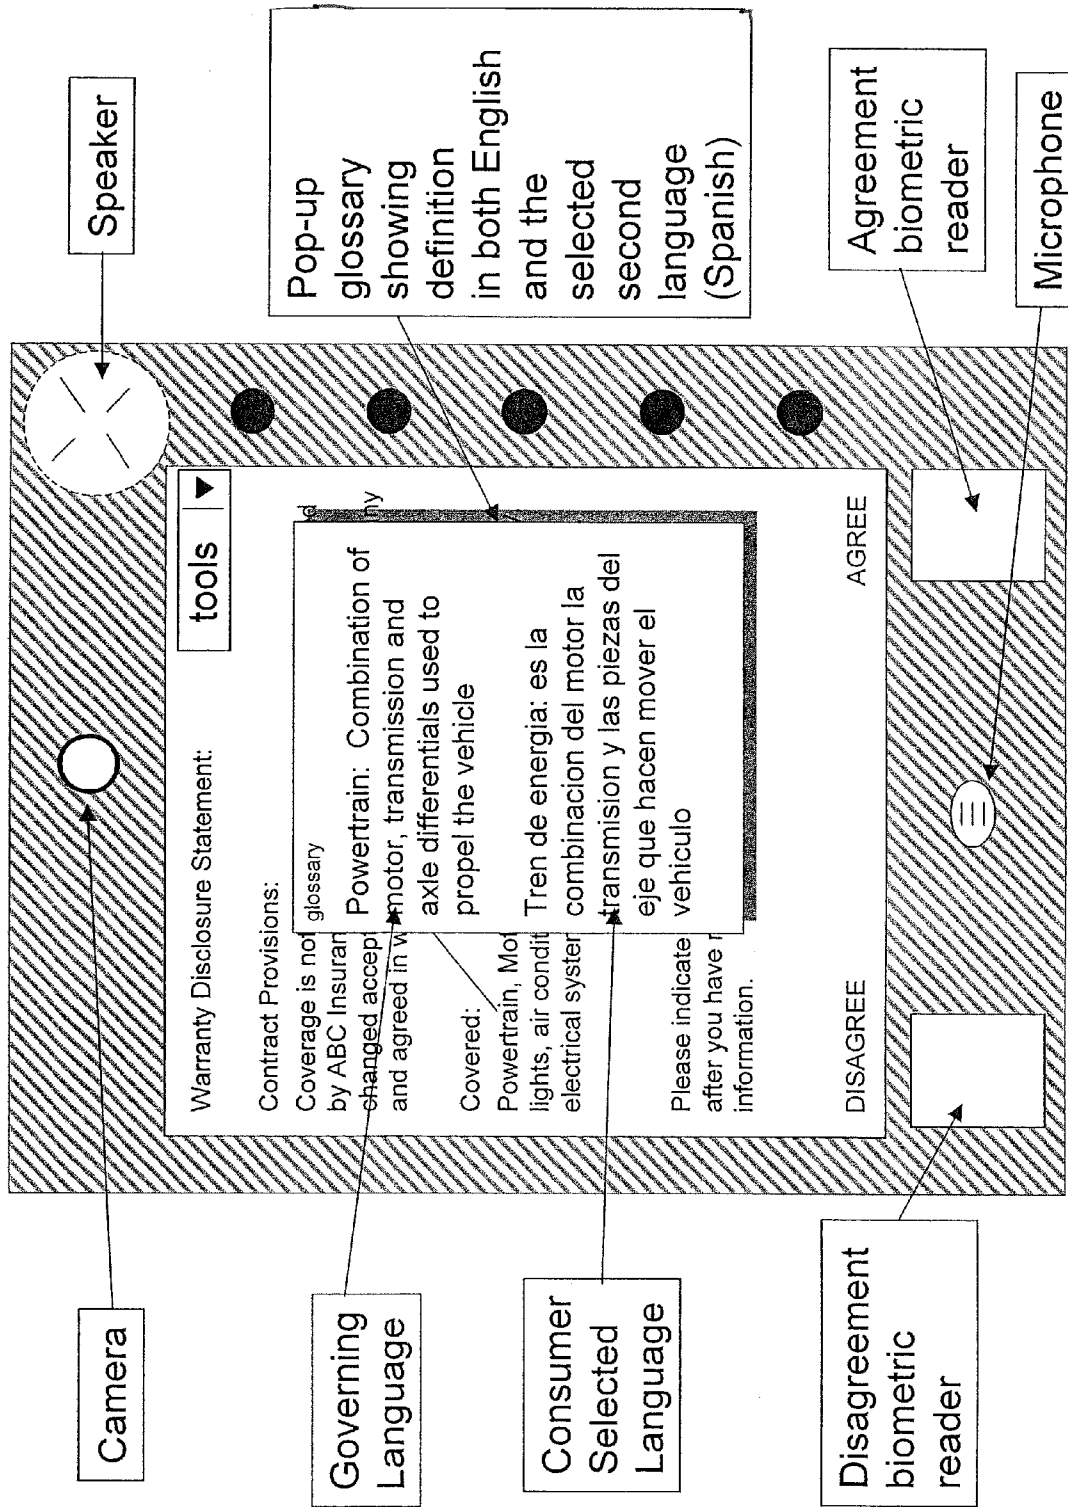 Camera
Speaker
Governing
Language
Consumer
Selected
Language
Disagreement
biometric
reader
Pop-up
glossary
showing
definition
in both English
and the
selected
second
language
(Spanish)
Agreement
biometric
reader
Microphone
tools
Warranty Disclosure Statement:
Contract Provisions:
Coverage is not
by ABC Insuran
changed accep
and agreed in w
Covered:
Powertrain, Mot
lights, air condit
electrical syster
Please indicate
after you have r
information.
DISAGREE
AGREE
glossary
Powertrain: Combination of
motor, transmission and
axle differentials used to
propel the vehicle
Tren de energia: es la
combinacion del motor la
transmision y las piezas del
eje que hacen mover el
vehiculo